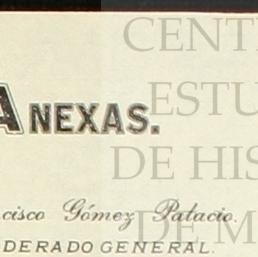 CENT
ESTU
DE HIS
DE M
ANEXAS.
cisco Gómez Palacio.
DERADO GENERAL.